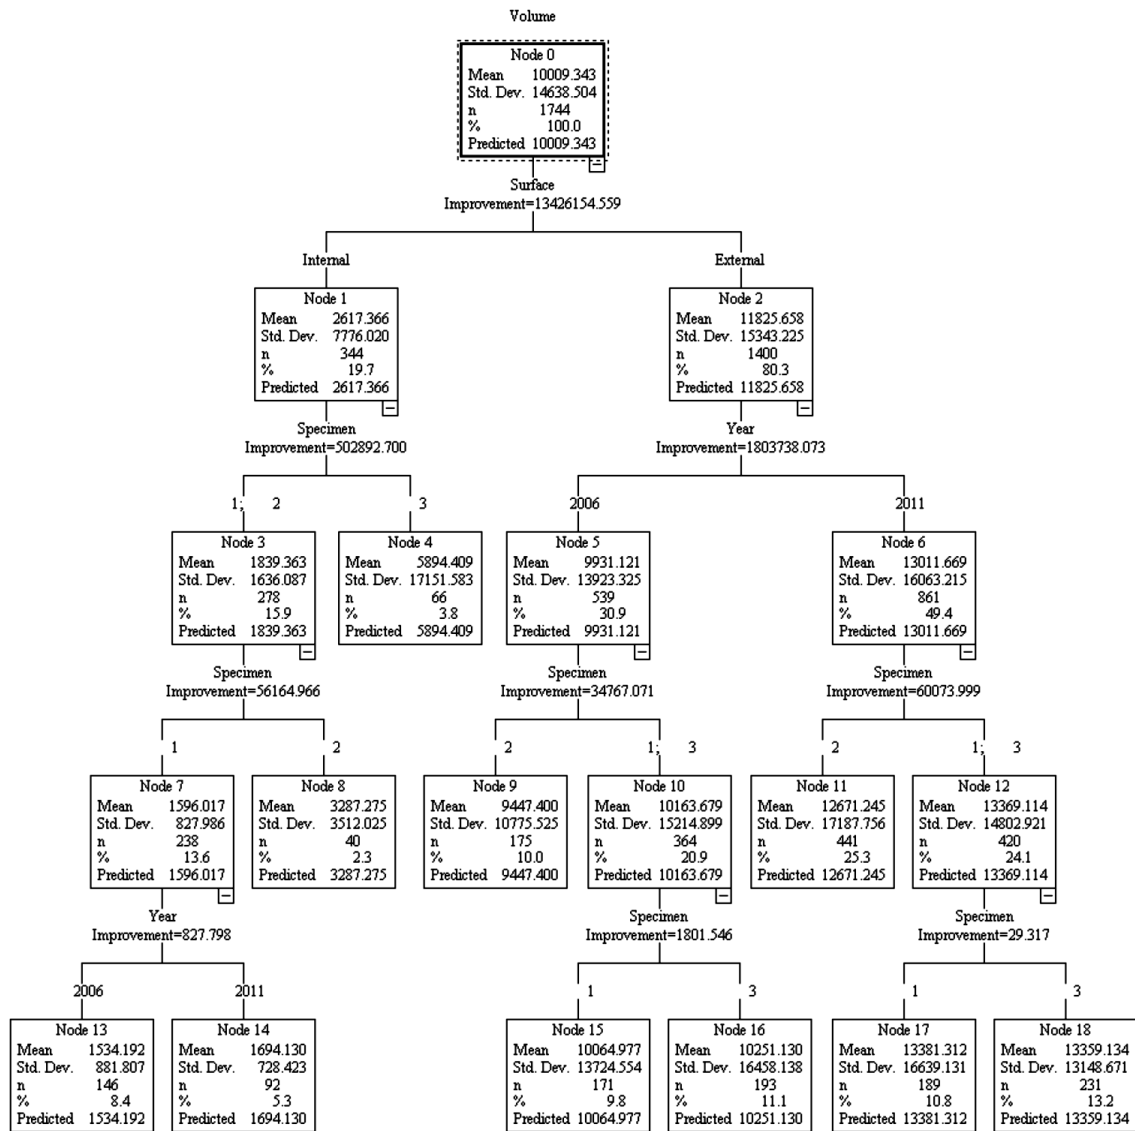 Volume
Node 0
Mean 10009.343
Std. Dev. 14638.504
n 1744
% 100.0
Predicted 10009.343
Surface
Improvement=13426154.559
Internal
External
Node 1
Mean 2617.366
Std. Dev. 7776.020
n 344
% 19.7
Predicted 2617.366
Node 2
Mean 11825.658
Std. Dev. 15343.225
n 1400
% 80.3
Predicted 11825.658
Specimen
Improvement=502892.700
Year
Improvement=1803738.073
1; 2
3
2006
2011
Node 3
Mean 1839.363
Std. Dev. 1636.087
n 278
% 15.9
Predicted 1839.363
Node 4
Mean 5894.409
Std. Dev. 17151.583
n 66
% 3.8
Predicted 5894.409
Node 5
Mean 9931.121
Std. Dev. 13923.325
n 539
% 30.9
Predicted 9931.121
Node 6
Mean 13011.669
Std. Dev. 16063.215
n 861
% 49.4
Predicted 13011.669
Specimen
Improvement=56164.966
Specimen
Improvement=34767.071
Specimen
Improvement=60073.999
1
2
2
1; 3
2
1; 3
Node 7
Mean 1596.017
Std. Dev. 827.986
n 238
% 13.6
Predicted 1596.017
Node 8
Mean 3287.275
Std. Dev. 3512.025
n 40
% 2.3
Predicted 3287.275
Node 9
Mean 9447.400
Std. Dev. 10775.525
n 175
% 10.0
Predicted 9447.400
Node 10
Mean 10163.679
Std. Dev. 15214.899
n 364
% 20.9
Predicted 10163.679
Node 11
Mean 12671.245
Std. Dev. 17187.756
n 441
% 25.3
Predicted 12671.245
Node 12
Mean 13369.114
Std. Dev. 14802.921
n 420
% 24.1
Predicted 13369.114
Year
Improvement=827.798
Specimen
Improvement=1801.546
Specimen
Improvement=29.317
2006
2011
1
3
1
3
Node 13
Mean 1534.192
Std. Dev. 881.807
n 146
% 8.4
Predicted 1534.192
Node 14
Mean 1694.130
Std. Dev. 728.423
n 92
% 5.3
Predicted 1694.130
Node 15
Mean 10064.977
Std. Dev. 13724.554
n 171
% 9.8
Predicted 10064.977
Node 16
Mean 10251.130
Std. Dev. 16458.138
n 193
% 11.1
Predicted 10251.130
Node 17
Mean 13381.312
Std. Dev. 16639.131
n 189
% 10.8
Predicted 13381.312
Node 18
Mean 13359.134
Std. Dev. 13148.671
n 231
% 13.2
Predicted 13359.134